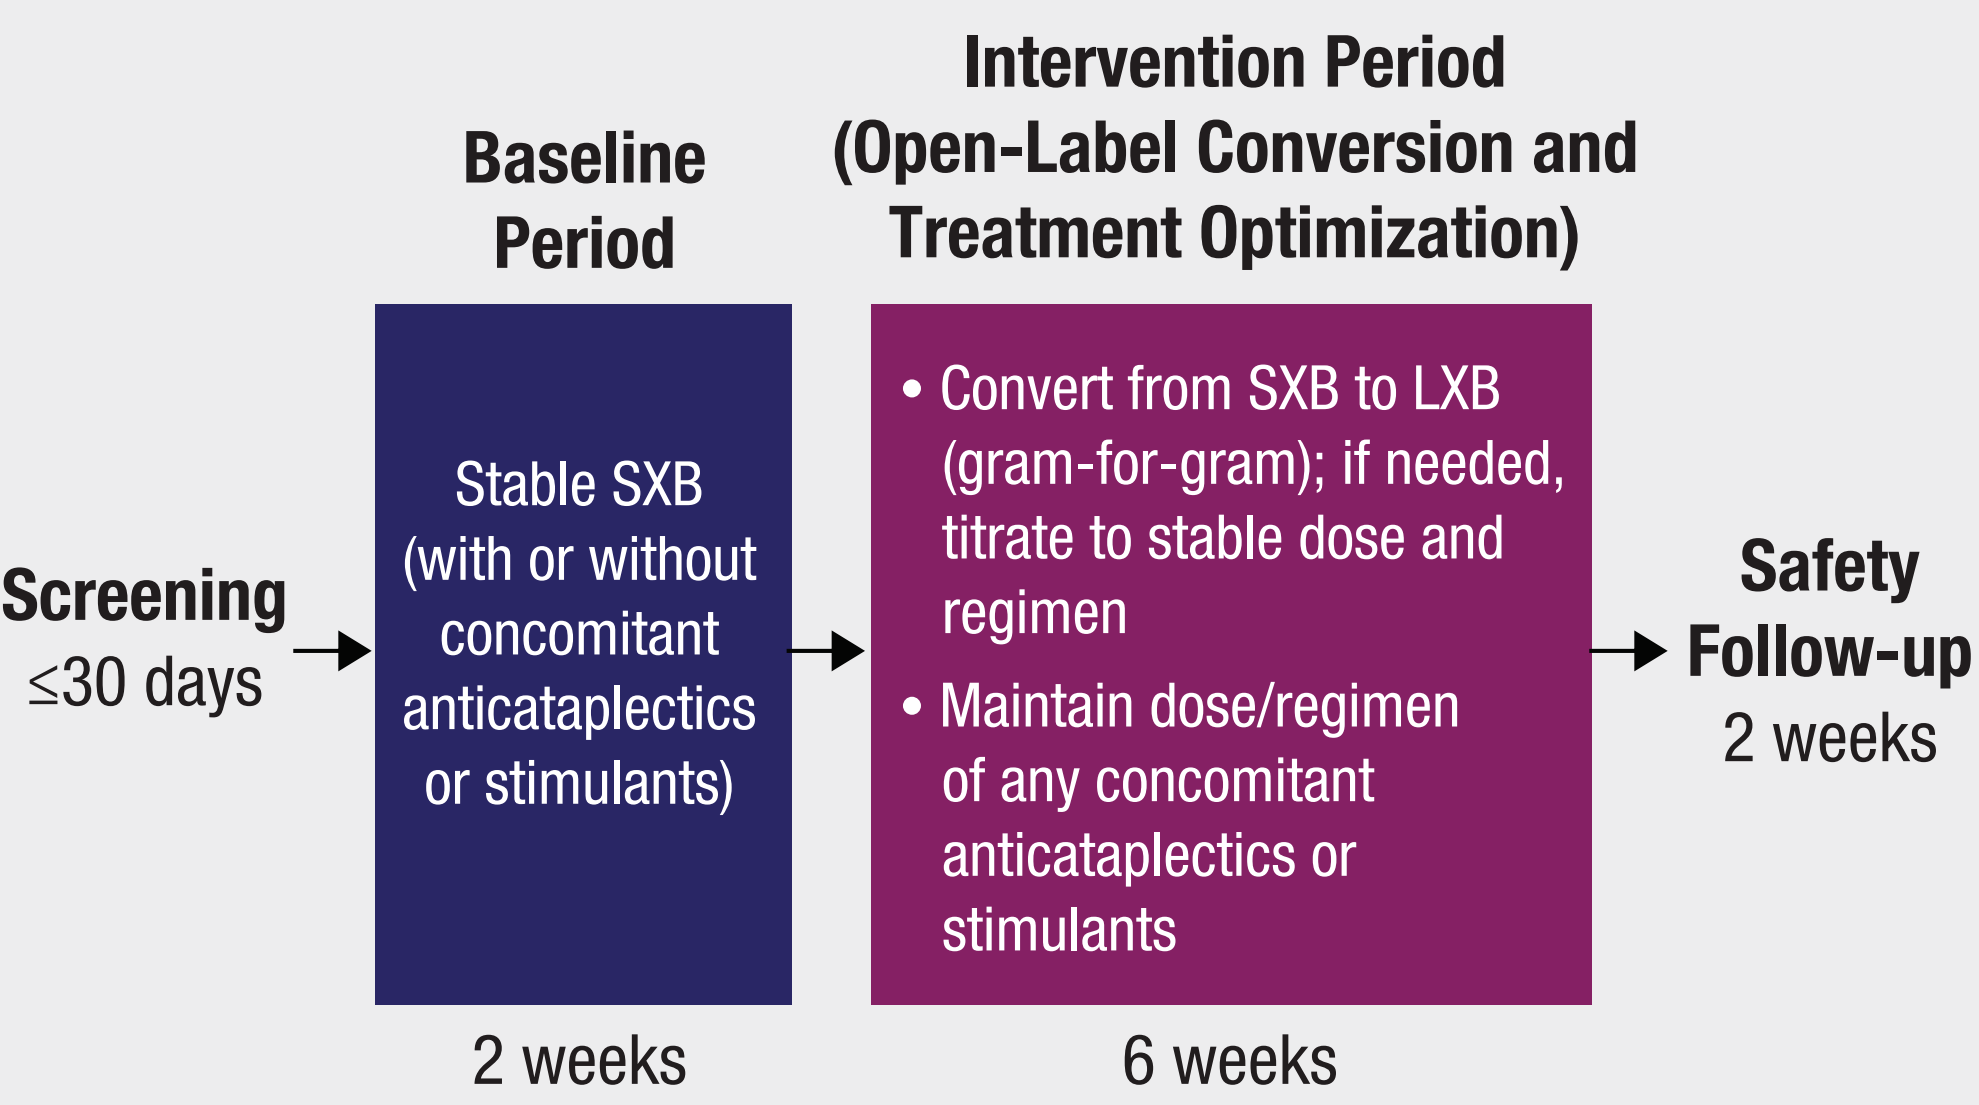 Screening
≤30 days
Baseline
Period
Stable SXB
(with or without
concomitant
anticataplectics
or stimulants)
2 weeks
Intervention Period
(Open-Label Conversion and
Treatment Optimization)
• Convert from SXB to LXB
(gram-for-gram); if needed,
titrate to stable dose and
regimen
• Maintain dose/regimen
of any concomitant
anticataplectics or
stimulants
6 weeks
Safety
Follow-up
2 weeks